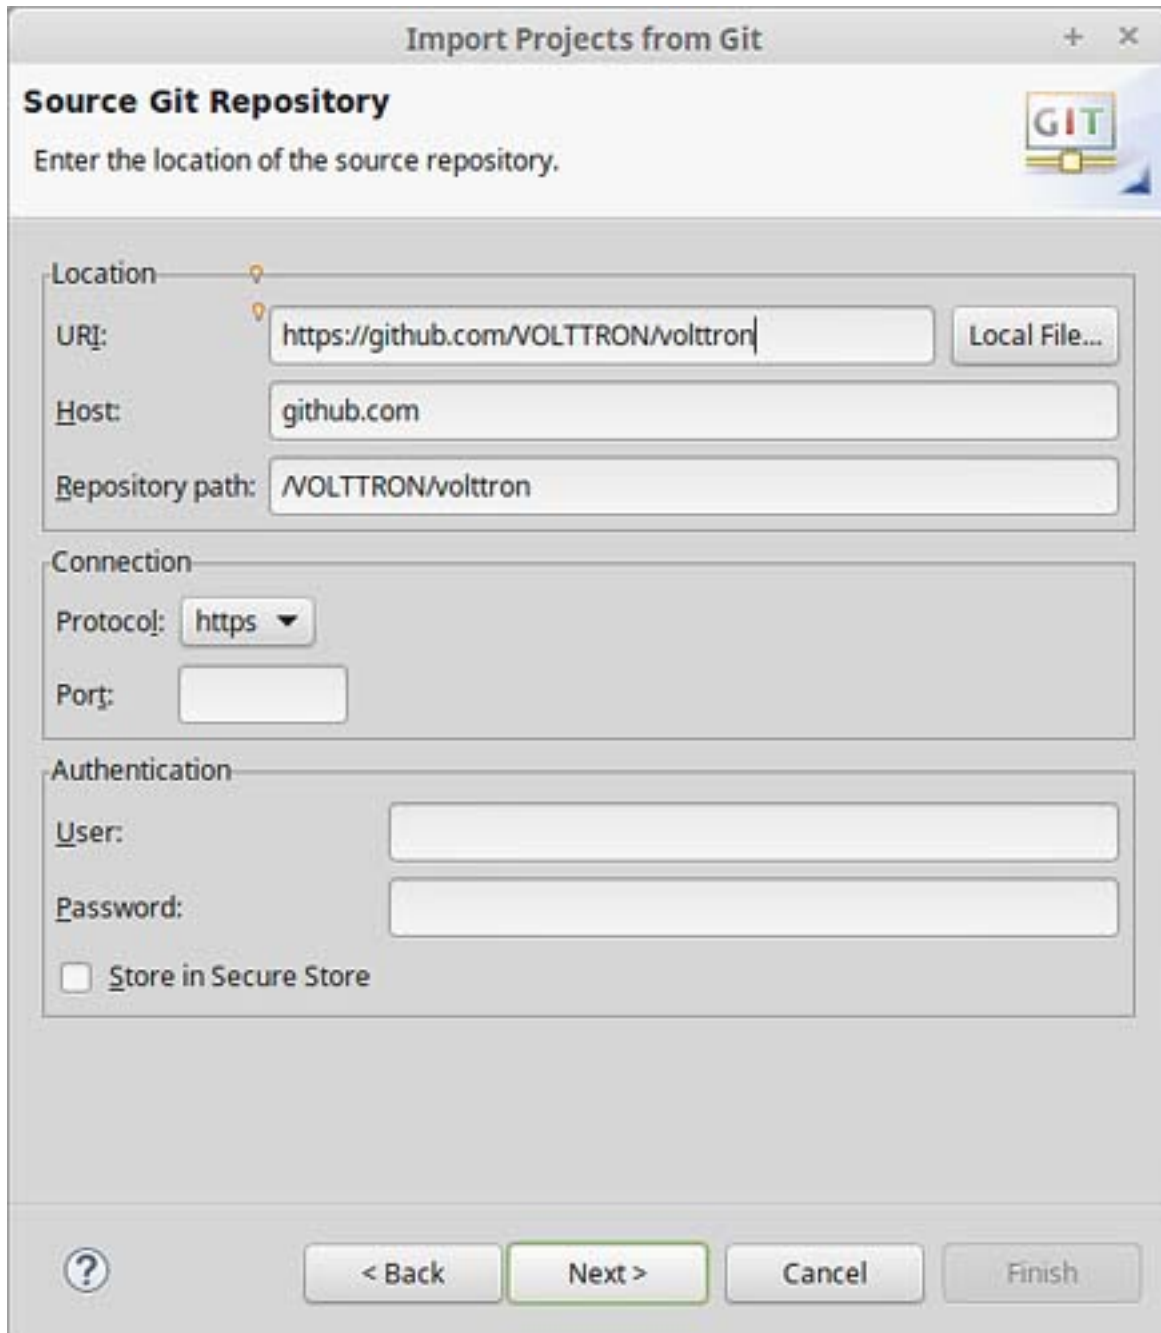 Import Projects from Git
Source Git Repository
Enter the location of the source repository.
GIT
Location
URI: https://github.com/VOLTTRON/volttron Local File...
Host: github.com
Repository path: /VOLTTRON/volttron
Connection
Protocol: https
Port:
Authentication
User:
Password:
Store in Secure Store
? < Back Next > Cancel Finish